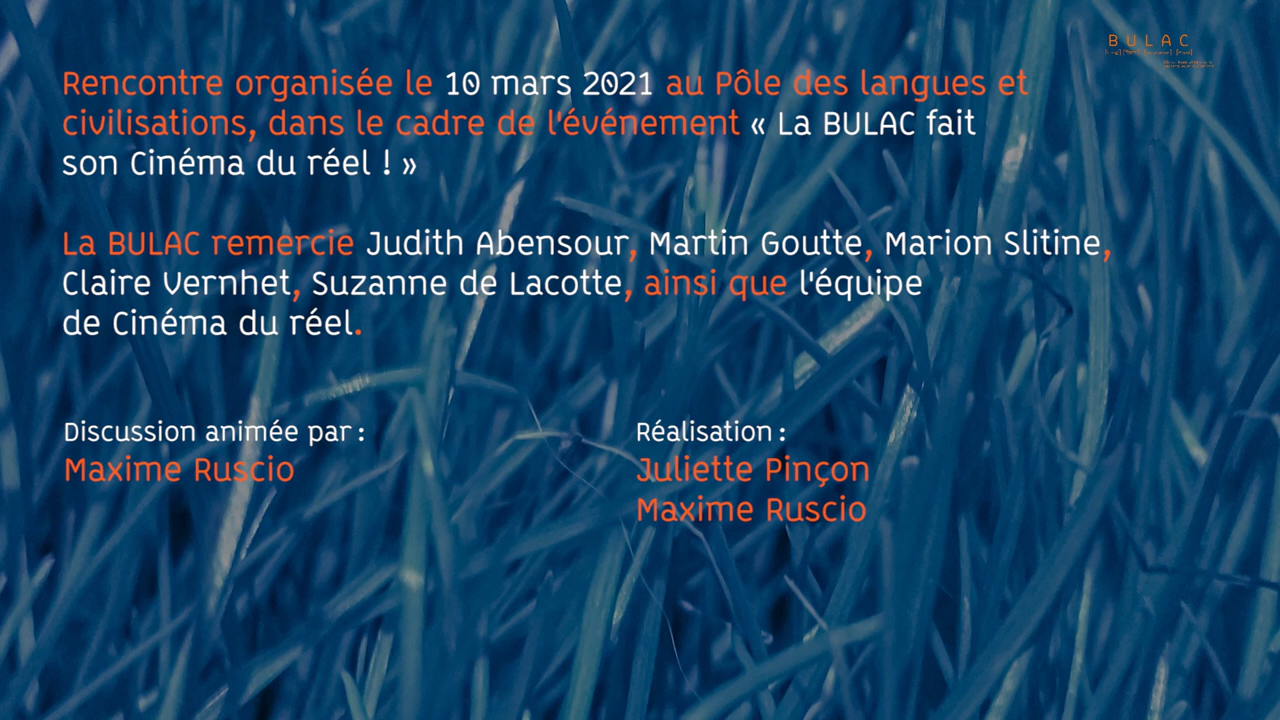 BULAC
Rencontre organisée le 10 mars 2021 au Pôle des langues et
civilisations, dans le cadre de l'événement « La BULAC fait
son Cinéma du réel ! »
La BULAC remercie Judith Abensour, Martin Goutte, Marion Slitine,
Claire Vernhet, Suzanne de Lacotte, ainsi que l'équipe
de Cinéma du réel.
Discussion animée par :
Maxime Ruscio
Réalisation :
Juliette Pinçon
Maxime Ruscio